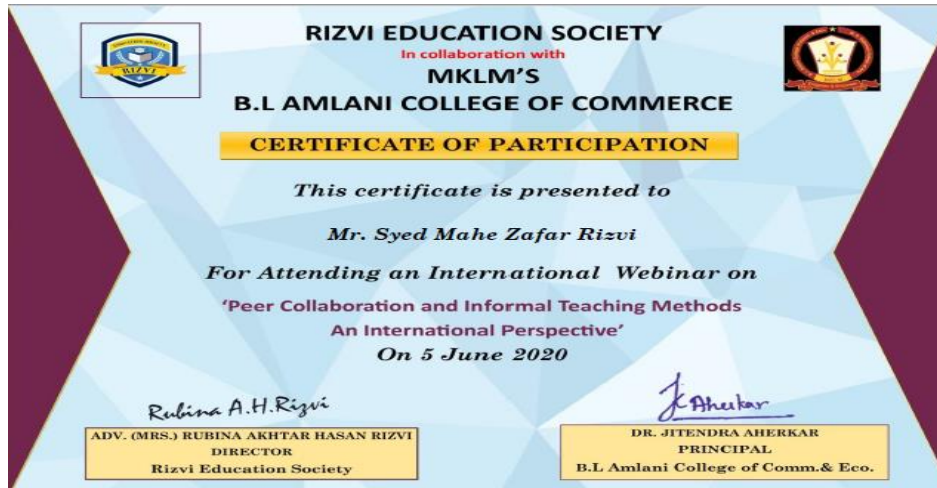 RIZVI EDUCATION SOCIETY
In collaboration with
MKLM'S
B.L AMLANI COLLEGE OF COMMERCE
RIZVI
CERTIFICATE OF PARTICIPATION
This certificate is presented to
Mr. Syed Mahe Zafar Rizvi
For Attending an International Webinar on
'Peer Collaboration and Informal Teaching Methods
An International Perspective'
On 5 June 2020
Rubina A.H.Rizvi
ADV. (MRS.) RUBINA AKHTAR HASAN RIZVI
DIRECTOR
Rizvi Education Society
JAherkar
DR. JITENDRA AHERKAR
PRINCIPAL
B.L Amlani College of Comm.& Eco.